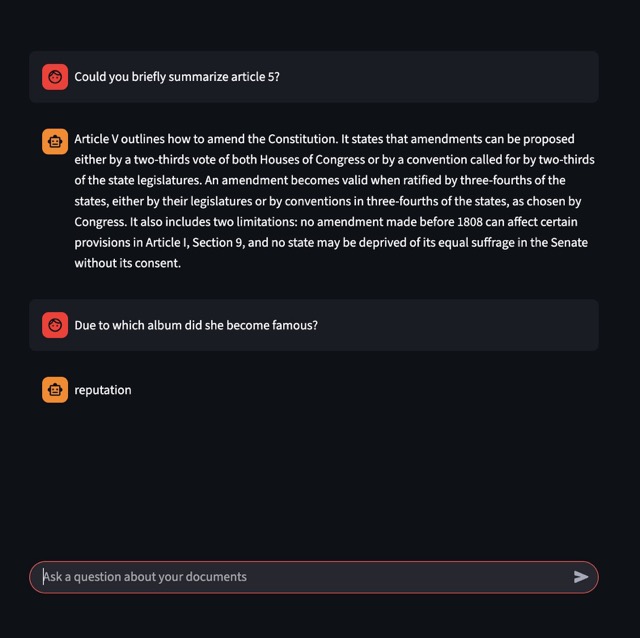 Could you briefly summarize article 5?
Article V outlines how to amend the Constitution. It states that amendments can be proposed
either by a two-thirds vote of both Houses of Congress or by a convention called for by two-thirds
of the state legislatures. An amendment becomes valid when ratified by three-fourths of the
states, either by their legislatures or by conventions in three-fourths of the states, as chosen by
Congress. It also includes two limitations: no amendment made before 1808 can affect certain
provisions in Article I, Section 9, and no state may be deprived of its equal suffrage in the Senate
without its consent.
Due to which album did she become famous?
reputation
Ask a question about your documents